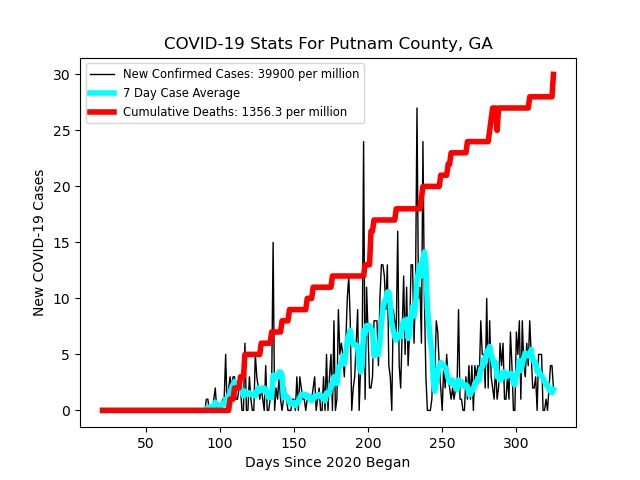 COVID-19 Stats For Putnam County, GA
New Confirmed Cases: 39900 per million
7 Day Case Average
Cumulative Deaths: 1356.3 per million
New COVID-19 Cases
30
25
20
15
10
5
0
50 100 150 200 250 300
Days Since 2020 Began